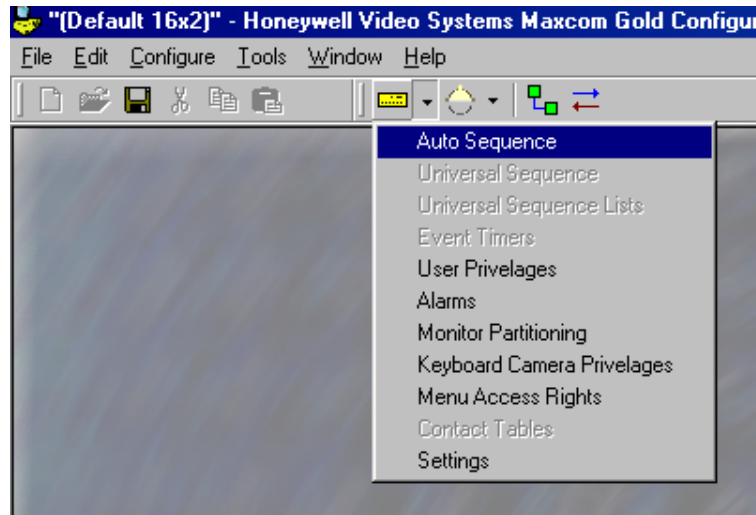 "(Default 16x2)" - Honeywell Video Systems Maxcom Gold
File Edit Configure Tools Window Help
Auto Sequence
Universal Sequence
Universal Sequence Lists
Event Timers
User Privelages
Alarms
Monitor Partitioning
Keyboard Camera Privelages
Menu Access Rights
Contact Tables
Settings